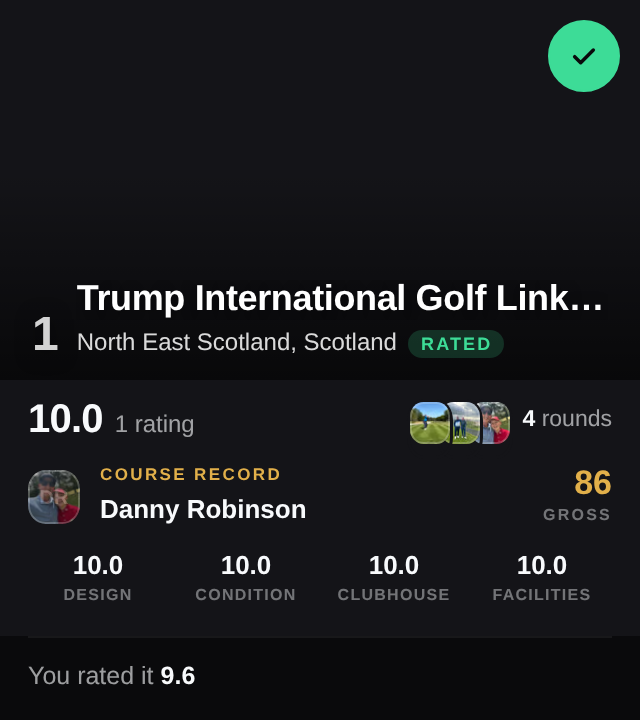 Trump International Golf Link…
1
North East Scotland, Scotland RATED
10.0 1 rating
4 rounds
COURSE RECORD
Danny Robinson
86
GROSS
10.0 10.0 10.0 10.0
DESIGN CONDITION CLUBHOUSE FACILITIES
You rated it 9.6